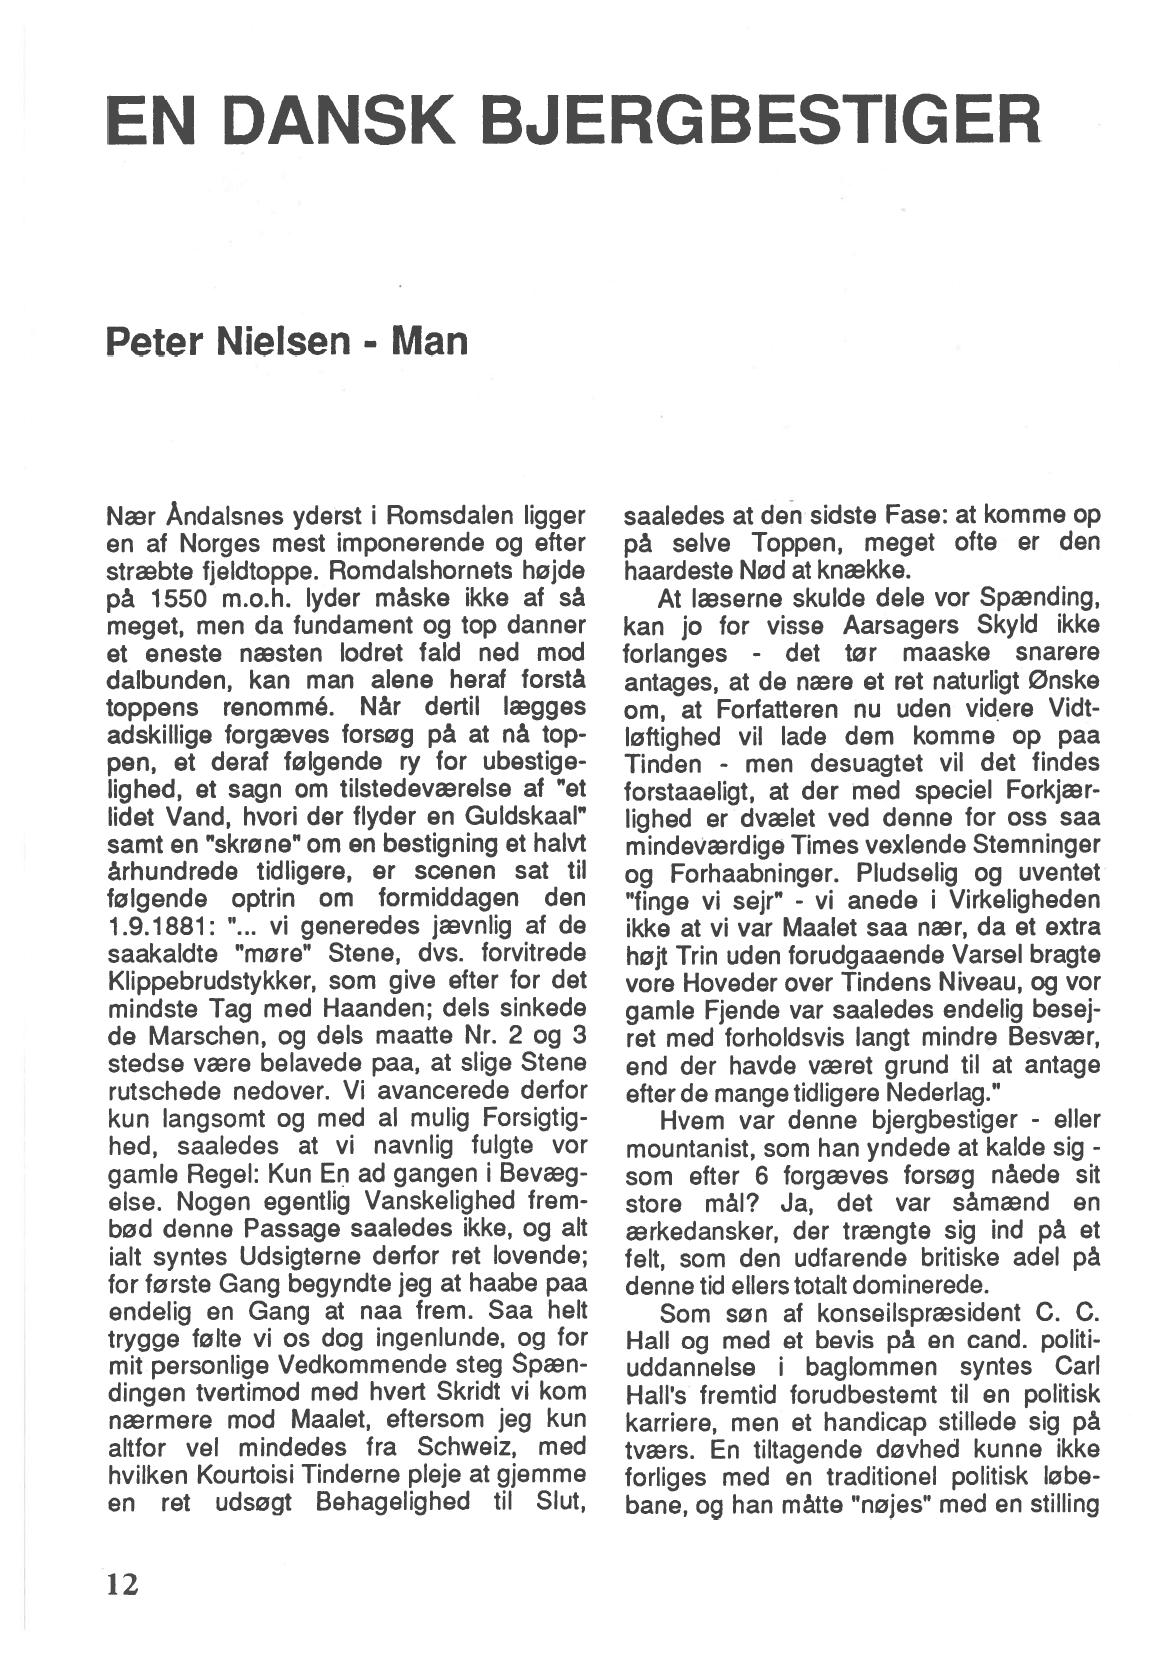 EN DANSK BJERGBESTIGER
Peter Nielsen - Man
Nær Åndalsnes yderst i Romsdalen ligger
en af Norges mest imponerende og efter
stræbte fjeldtoppe. Romdalshornets højde
på 1550 m.o.h. lyder måske ikke af så
meget, men da fundament og top danner
et eneste næsten lodret fald ned mod
dalbunden, kan man alene heraf forstå
toppens renommé. Når dertil lægges
adskillige forgæves forsøg på at nå top-
pen, et deraf følgende ry for ubestige-
lighed, et sagn om tilstedeværelse af "et
lidet Vand, hvori der flyder en Guldskaal"
samt en "skrøne" om en bestigning et halvt
århundrede tidligere, er scenen sat til
følgende optrin om formiddagen den
1.9.1881: "... vi generedes jævnlig af de
saakaldte "møre" Stene, dvs. forvitrede
Klippebrudstykker, som give efter for det
mindste Tag med Haanden; dels sinkede
de Marschen, og dels maatte Nr. 2 og 3
stedse være belavede paa, at slige Stene
rutschede nedover. Vi avancerede derfor
kun langsomt og med al mulig Forsigtig-
hed, saaledes at vi navnlig fulgte vor
gamle Regel: Kun En ad gangen i Bevæg-
else. Nogen egentlig Vanskelighed frem-
bød denne Passage saaledes ikke, og alt
ialt syntes Udsigterne derfor ret lovende;
for første Gang begyndte jeg at haabe paa
endelig en Gang at naa frem. Saa helt
trygge følte vi os dog ingenlunde, og for
mit personlige Vedkommende steg Spæn-
dingen tvertimod med hvert Skridt vi kom
nærmere mod Maalet, eftersom jeg kun
altfor vel mindedes fra Schweiz, med
hvilken Kourtoisi Tinderne pleje at gjemme
en ret udsøgt Behagelighed til Slut,
saaledes at den sidste Fase: at komme op
på selve Toppen, meget ofte er den
haardeste Nød at knække.
At læserne skulde dele vor Spænding,
kan jo for visse Aarsagers Skyld ikke
forlanges - det tør maaske snarere
antages, at de nære et ret naturligt Ønske
om, at Forfatteren nu uden videre Vidt-
løftighed vil lade dem komme op paa
Tinden - men desuagtet vil det findes
forstaaeligt, at der med speciel Forkjær-
lighed er dvælet ved denne for oss saa
mindeværdige Times vexlende Stemninger
og Forhaabninger. Pludselig og uventet
"finge vi sejr" - vi anede i Virkeligheden
ikke at vi var Maalet saa nær, da et extra
højt Trin uden forudgaaende Varsel bragte
vore Hoveder over Tindens Niveau, og vor
gamle Fjende var saaledes endelig besej-
ret med forholdsvis langt mindre Besvær,
end der havde været grund til at antage
efter de mange tidligere Nederlag."
Hvem var denne bjergbestiger - eller
mountanist, som han yndede at kalde sig -
som efter 6 forgæves forsøg nåede sit
store mål? Ja, det var såmænd en
ærkedansker, der trængte sig ind på et
felt, som den udfarende britiske adel på
denne tid ellers totalt dominerede.
Som søn af konseilspræsident C. C.
Hall og med et bevis på en cand. politi-
uddannelse i baglommen syntes Carl
Hall's fremtid forudbestemt til en politisk
karriere, men et handicap stillede sig på
tværs. En tiltagende døvhed kunne ikke
forliges med en traditionel politisk løbe-
bane, og han måtte "nøjes" med en stilling
12